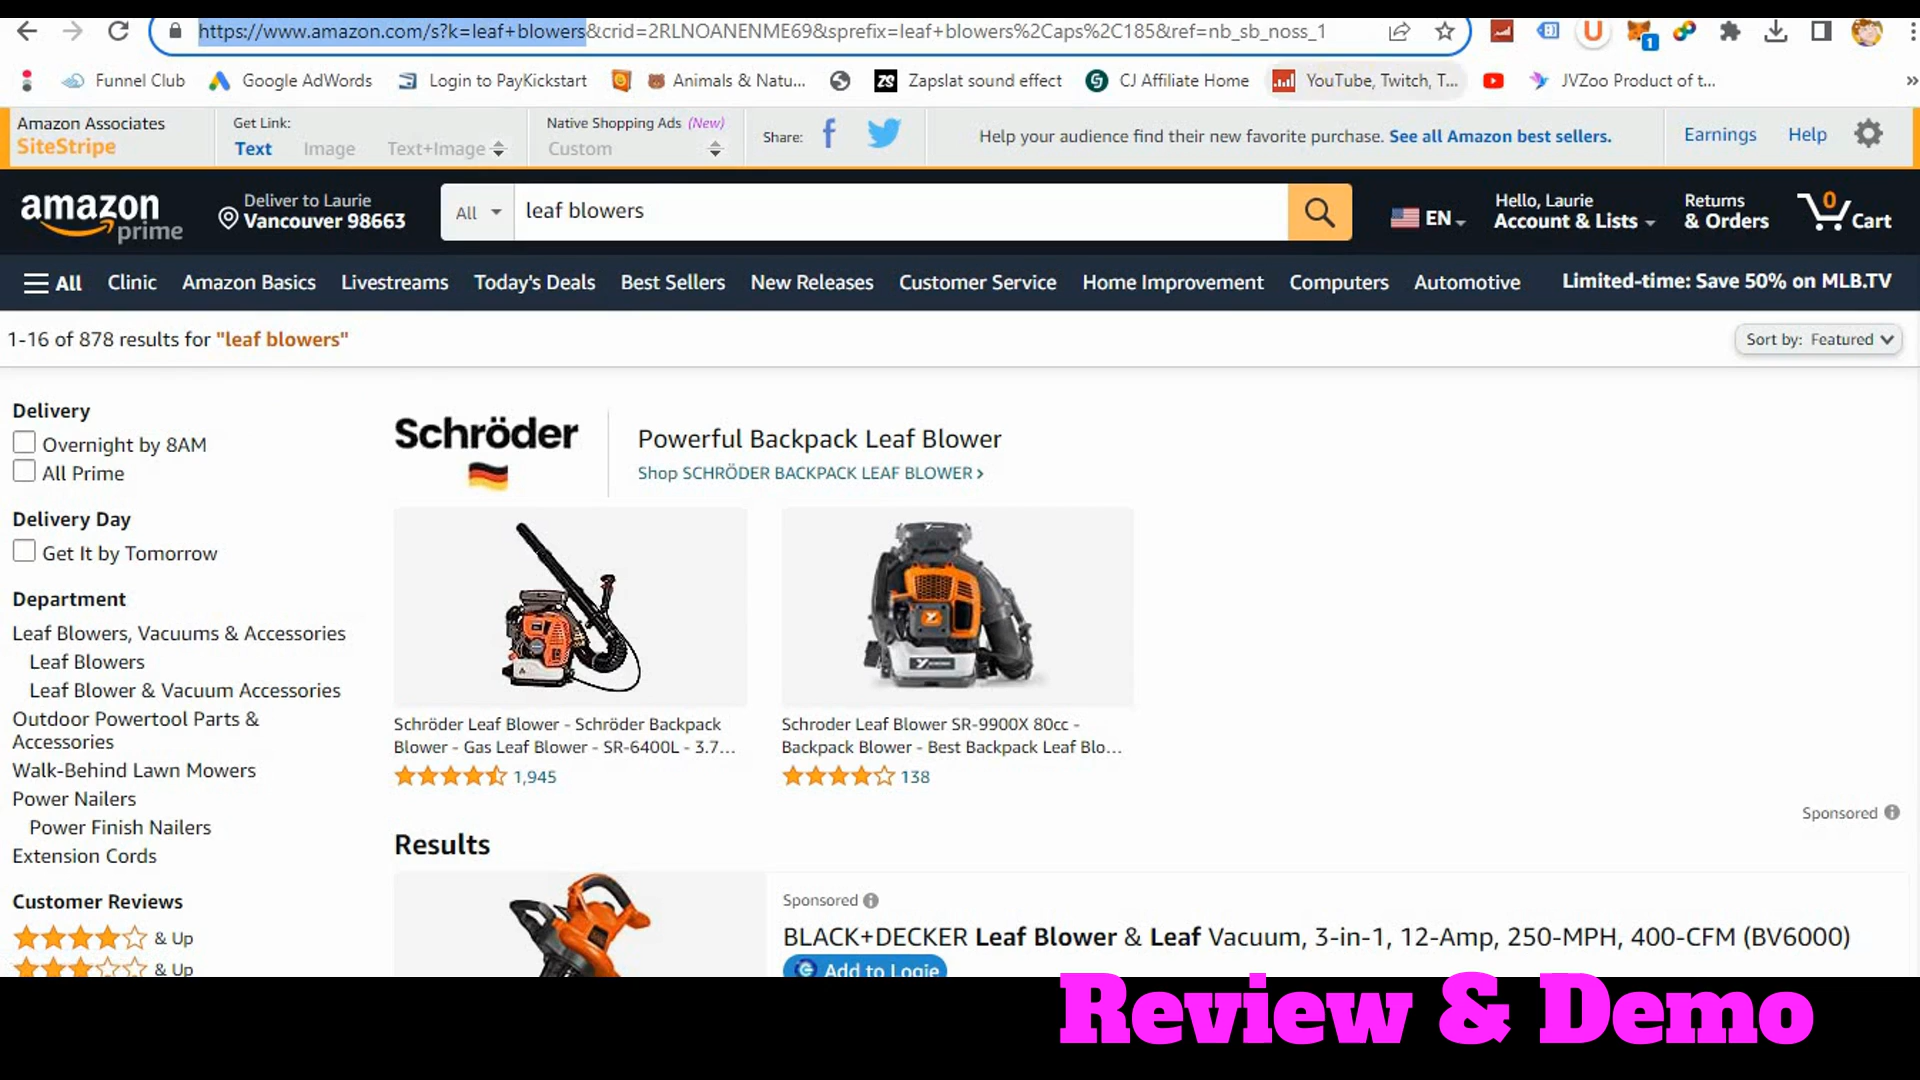 https://www.amazon.com/s?k=leaf+blowers&crid=2RLNOANENME69&sprefix=leaf+blowers%2Caps%2C185&ref=nb_sb_noss_1
1
Funnel Club
Google AdWords
Login to PayKickstart
Animals & Natu...
ZS
Zapslat sound effect
CJ Affiliate Home
YouTube, Twitch, T...
JVZoo Product of t...
»
Amazon Associates
SiteStripe
Get Link:
Text
Image
Text+Image
Native Shopping Ads (New)
Custom
Share:
Help your audience find their new favorite purchase. See all Amazon best sellers.
Earnings
Help
amazon
prime
Deliver to Laurie
Vancouver 98663
All
leaf blowers
EN
Hello, Laurie
Account & Lists
Returns
& Orders
0
Cart
All
Clinic
Amazon Basics
Livestreams
Today's Deals
Best Sellers
New Releases
Customer Service
Home Improvement
Computers
Automotive
Limited-time: Save 50% on MLB.TV
1-16 of 878 results for "leaf blowers"
Sort by: Featured
Delivery
Overnight by 8AM
All Prime
Delivery Day
Get It by Tomorrow
Department
Leaf Blowers, Vacuums & Accessories
Leaf Blowers
Leaf Blower & Vacuum Accessories
Outdoor Powertool Parts &
Accessories
Walk-Behind Lawn Mowers
Power Nailers
Power Finish Nailers
Extension Cords
Customer Reviews
& Up
& Up
Schröder
Powerful Backpack Leaf Blower
Shop SCHRÖDER BACKPACK LEAF BLOWER ›
Schröder Leaf Blower - Schröder Backpack
Blower - Gas Leaf Blower - SR-6400L - 3.7…
1,945
Schroder Leaf Blower SR-9900X 80cc -
Backpack Blower - Best Backpack Leaf Blo…
138
Sponsored
Results
Sponsored
BLACK+DECKER Leaf Blower & Leaf Vacuum, 3-in-1, 12-Amp, 250-MPH, 400-CFM (BV6000)
Add to Logie
Review & Demo